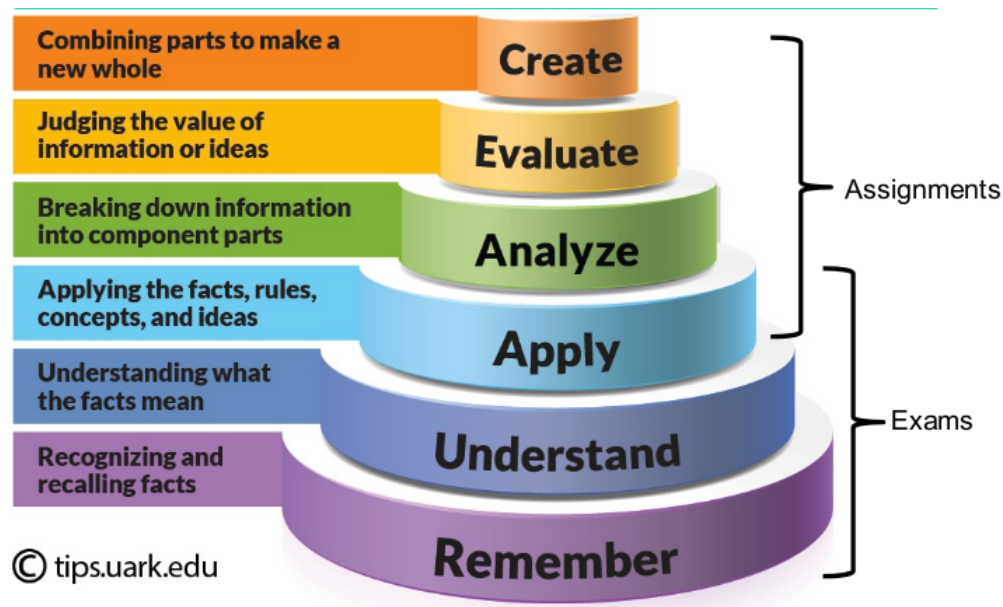 Combining parts to make a
new whole
Create
Judging the value of
information or ideas
Evaluate
Assignments
Breaking down information
into component parts
Analyze
Applying the facts, rules,
concepts, and ideas
Apply
Understanding what
the facts mean
Understand
Exams
Recognizing and
recalling facts
Remember
© tips.uark.edu